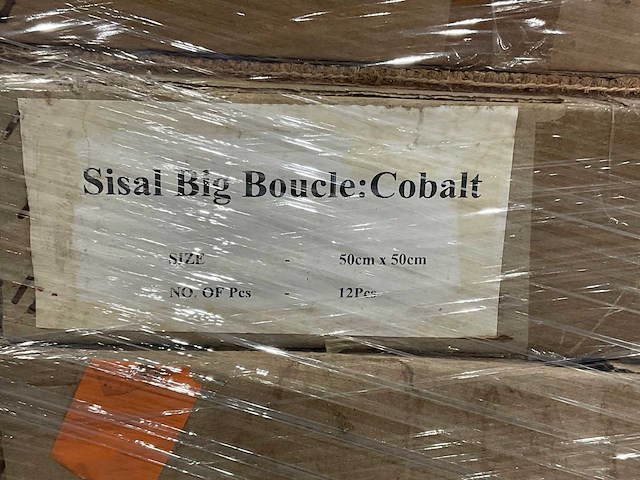 Sisal Big Boucle:Cobalt
SIZE - 50cm x 50cm
NO. OF Pcs - 12Pcs